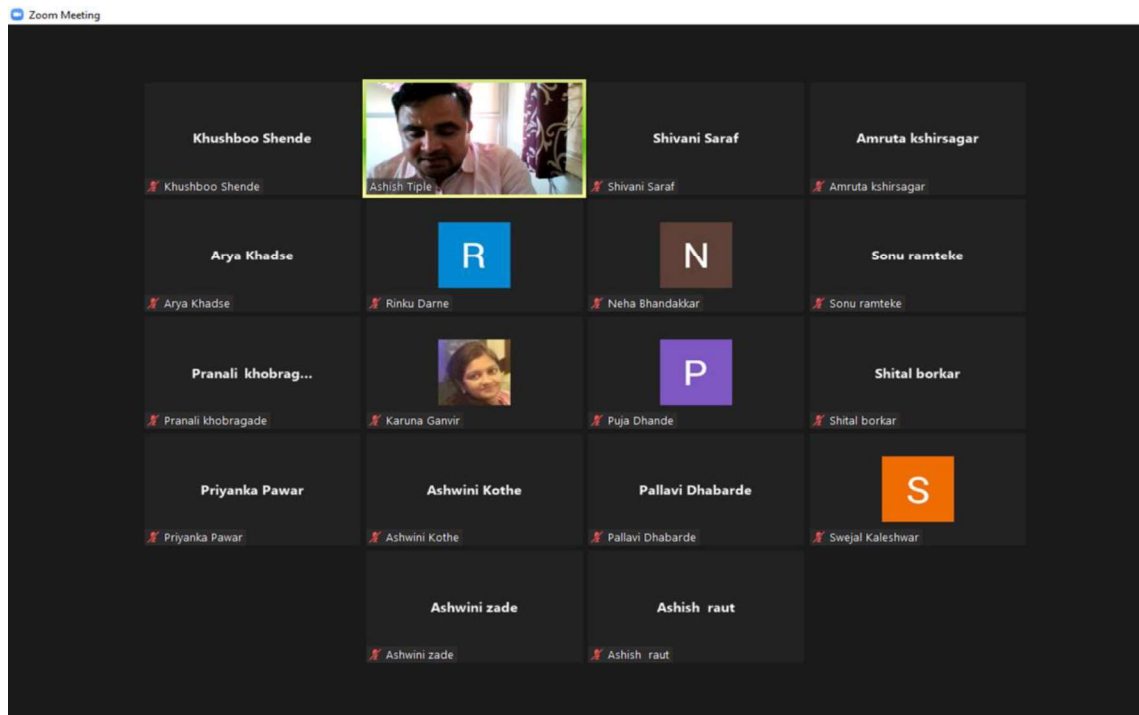 Zoom Meeting
Khushboo Shende
Khushboo Shende
Ashish Tiple
Shivani Saraf
Shivani Saraf
Amruta kshirsagar
Amruta kshirsagar
Arya Khadse
Arya Khadse
R
Rinku Darne
N
Neha Bhandakkar
Sonu ramteke
Sonu ramteke
Pranali khobrag...
Pranali khobragade
Karuna Ganvir
P
Puja Dhande
Shital borkar
Shital borkar
Priyanka Pawar
Priyanka Pawar
Ashwini Kothe
Ashwini Kothe
Pallavi Dhabarde
Pallavi Dhabarde
S
Swejal Kaleshwar
Ashwini zade
Ashwini zade
Ashish raut
Ashish raut